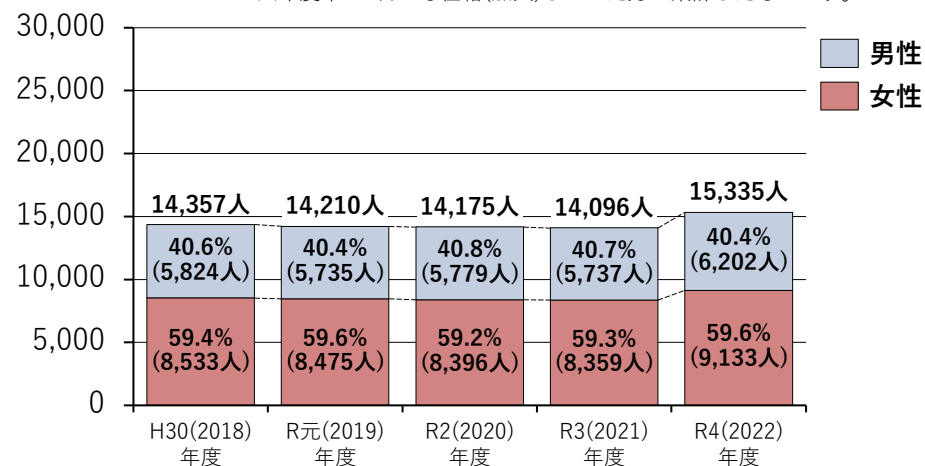 30,000
25,000
20,000
15,000
10,000
5,000
0
男性
女性
14,357人
14,210人
14,175人
14,096人
15,335人
40.6%
(5,824人)
40.4%
(5,735人)
40.8%
(5,779人)
40.7%
(5,737人)
40.4%
(6,202人)
59.4%
(8,533人)
59.6%
(8,475人)
59.2%
(8,396人)
59.3%
(8,359人)
59.6%
(9,133人)
H30(2018)
年度
R元(2019)
年度
R2(2020)
年度
R3(2021)
年度
R4(2022)
年度